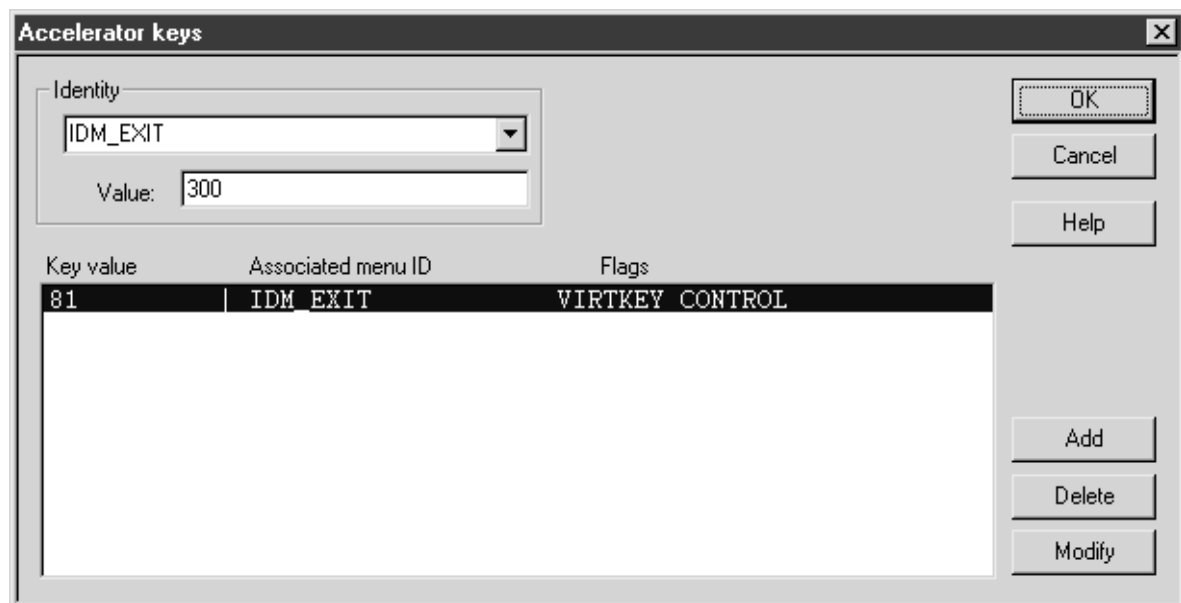 Accelerator keys
Identity
IDM_EXIT
Value: 300
OK
Cancel
Help
Key value Associated menu ID Flags
81 | IDM_EXIT VIRTKEY CONTROL
Add
Delete
Modify